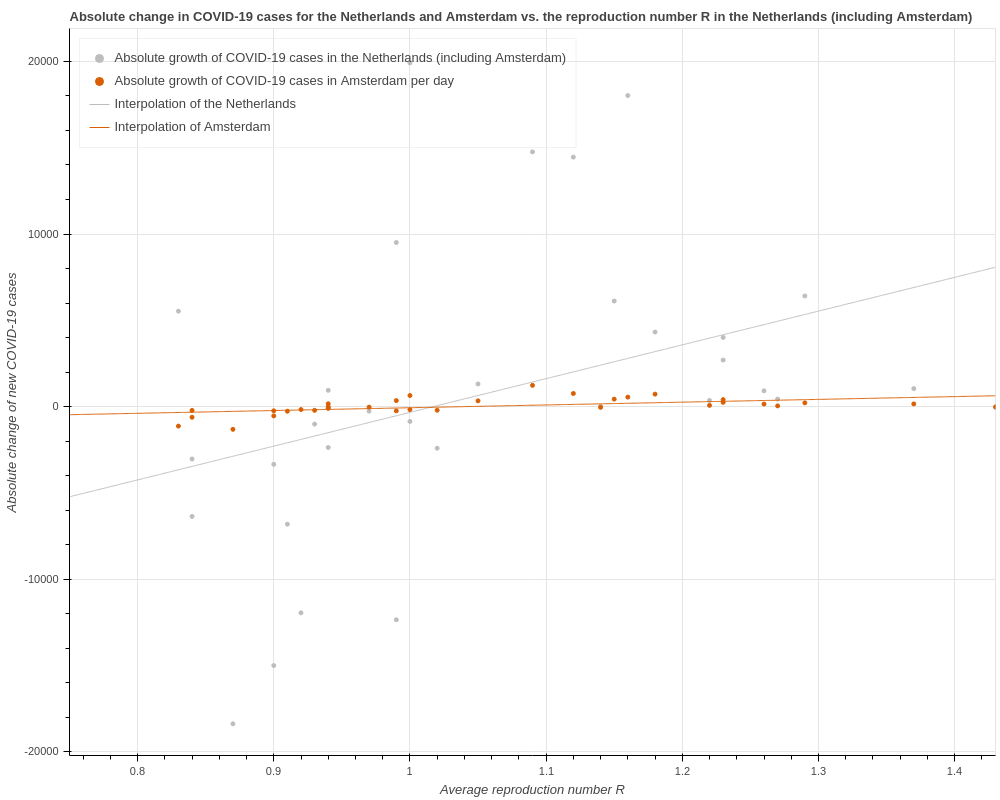 Absolute change in COVID-19 cases for the Netherlands and Amsterdam vs. the reproduction number R in the Netherlands (including Amsterdam)
Absolute growth of COVID-19 cases in the Netherlands (including Amsterdam)
Absolute growth of COVID-19 cases in Amsterdam per day
Interpolation of the Netherlands
Interpolation of Amsterdam
Absolute change of new COVID-19 cases
20000
10000
0
-10000
-20000
0.8 0.9 1 1.1 1.2 1.3 1.4
Average reproduction number R